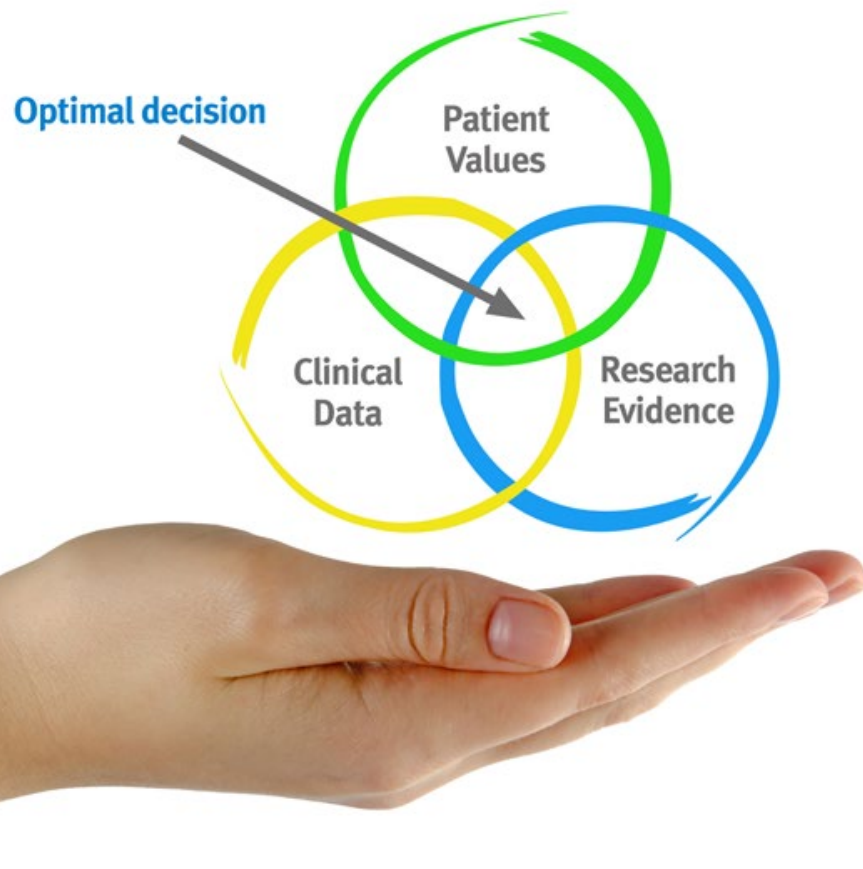 Optimal decision
Patient
Values
Clinical
Data
Research
Evidence